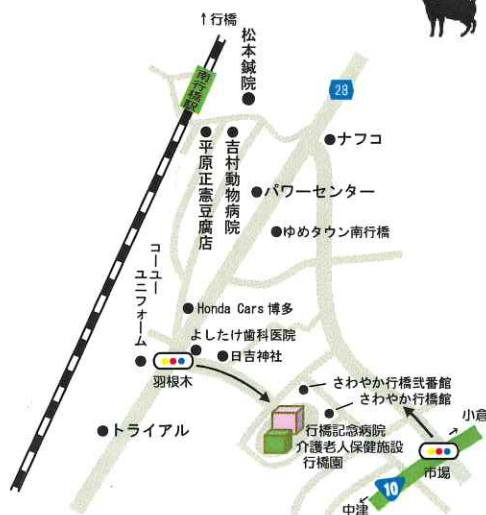 ↑行橋
松本鍼院
南行橋駅
28
ナフコ
平原正憲豆腐店
吉村動物病院
パワーセンター
ゆめタウン南行橋
コーユー
ユニフォーム
Honda Cars 博多
よしたけ歯科医院
日吉神社
羽根木
さわやか行橋弐番館
さわやか行橋館
小倉
行橋記念病院
介護老人保健施設
行橋園
トライアル
市場
10
中津